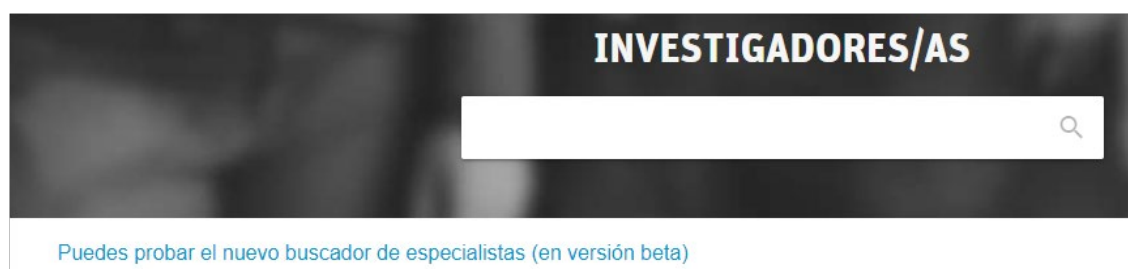 INVESTIGADORES/AS
Puedes probar el nuevo buscador de especialistas (en versión beta)